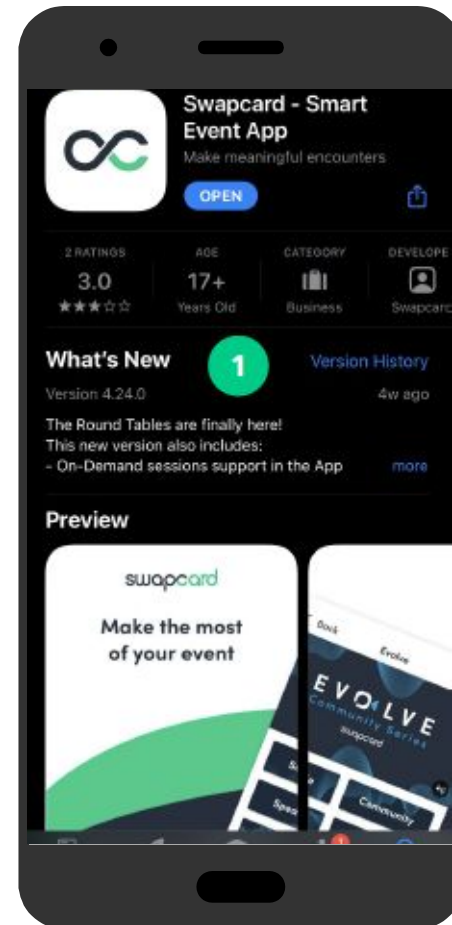 Swapcard - Smart
Event App
Make meaningful encounters
OPEN
2 RATINGS
AGE
CATEGORY
DEVELOPE
3.0
17+
★★★☆☆
Years Old
Business
Swapcard
What's New
1
Version History
Version 4.24.0
4w ago
The Round Tables are finally here!
This new version also includes:
- On-Demand sessions support in the App
more
Preview
swapcard
Make the most
of your event
Back
Evolve
EVOLVE
Community Series
swapcard
Community
1